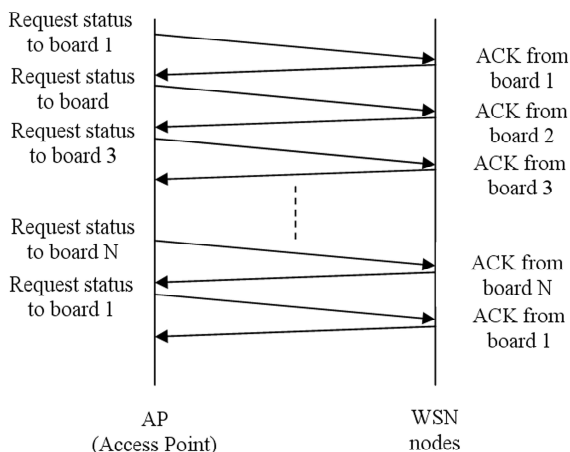 Request status
to board 1
ACK from
board 1
Request status
to board
ACK from
board 2
Request status
to board 3
ACK from
board 3
Request status
to board N
ACK from
board N
Request status
to board 1
ACK from
board 1
AP
(Access Point)
WSN
nodes